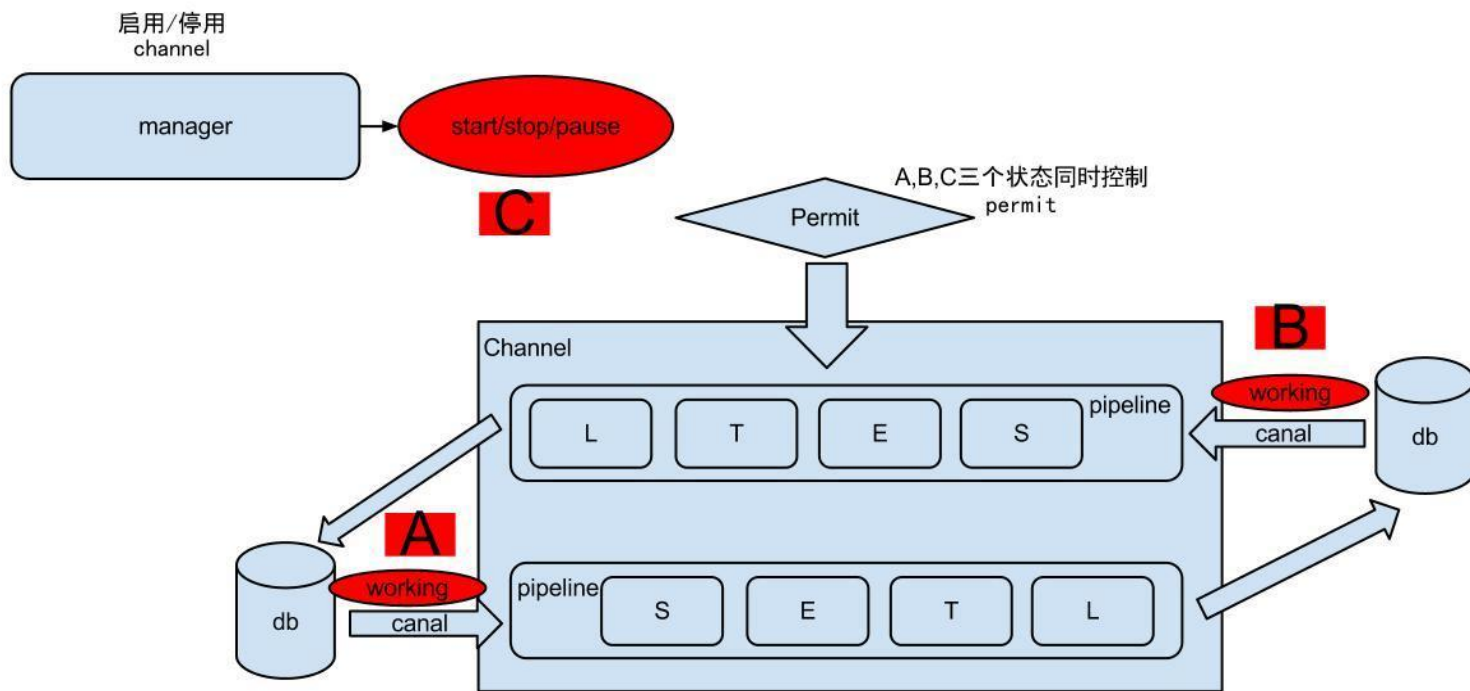 启用/停用
channel
manager
start/stop/pause
C
A,B,C三个状态同时控制
permit
Permit
Channel
B
working
canal
db
L
T
E
S
pipeline
A
working
canal
db
pipeline
S
E
T
L